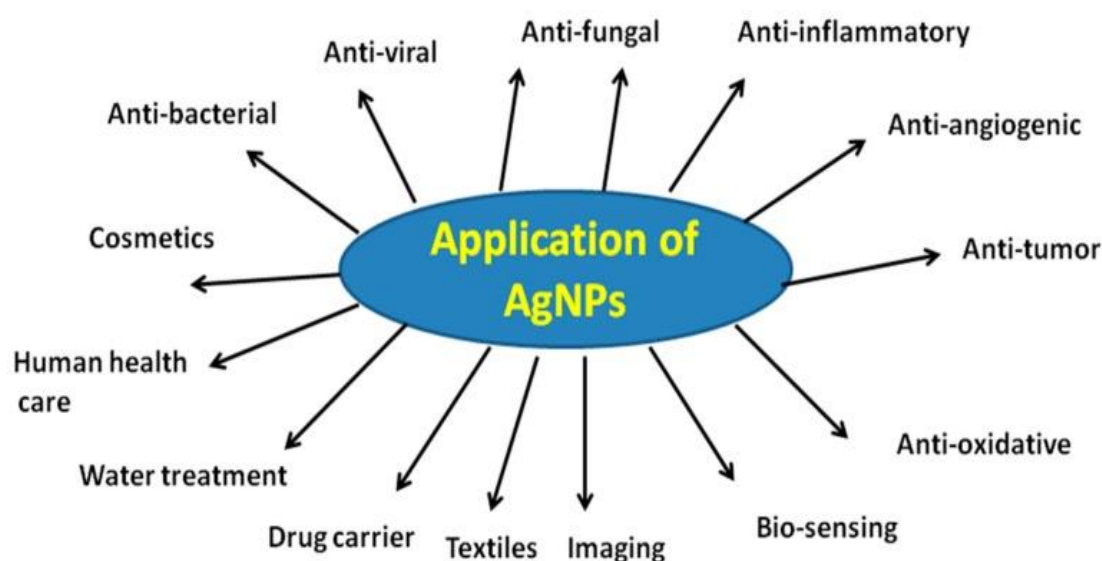 Anti-fungal
Anti-inflammatory
Anti-viral
Anti-bacterial
Anti-angiogenic
Application of
AgNPs
Cosmetics
Anti-tumor
Human health
care
Anti-oxidative
Water treatment
Bio-sensing
Drug carrier
Textiles
Imaging